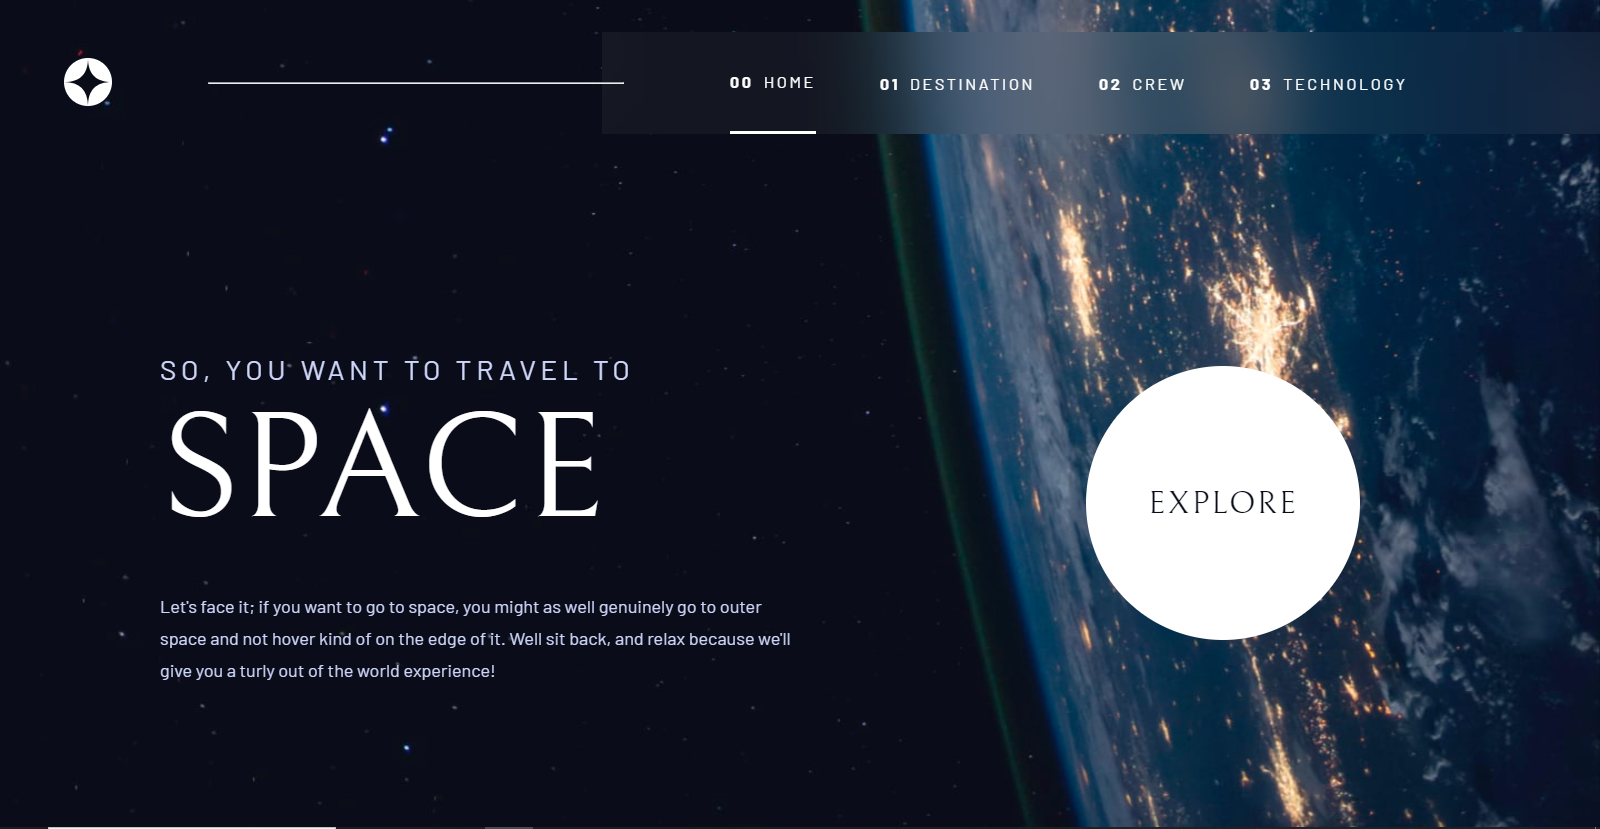 00 HOME 01 DESTINATION 02 CREW 03 TECHNOLOGY
SO, YOU WANT TO TRAVEL TO
SPACE
EXPLORE
Let's face it; if you want to go to space, you might as well genuinely go to outer
space and not hover kind of on the edge of it. Well sit back, and relax because we'll
give you a turly out of the world experience!